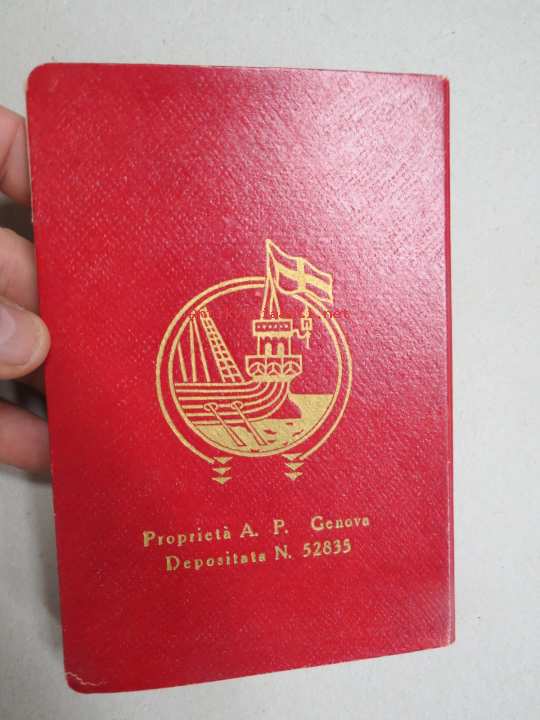 Proprietà A. P. Genova
Depositata N. 52835